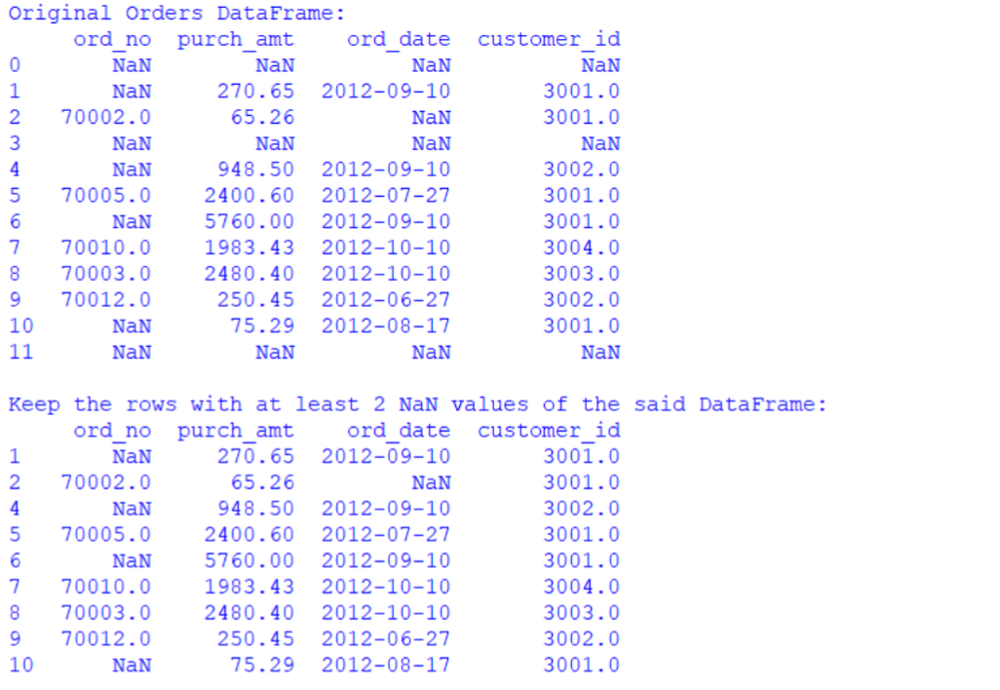 Original Orders DataFrame:
     ord_no  purch_amt    ord_date  customer_id
0       NaN        NaN         NaN          NaN
1       NaN     270.65  2012-09-10       3001.0
2   70002.0      65.26         NaN       3001.0
3       NaN        NaN         NaN          NaN
4       NaN     948.50  2012-09-10       3002.0
5   70005.0    2400.60  2012-07-27       3001.0
6       NaN    5760.00  2012-09-10       3001.0
7   70010.0    1983.43  2012-10-10       3004.0
8   70003.0    2480.40  2012-10-10       3003.0
9   70012.0     250.45  2012-06-27       3002.0
10      NaN      75.29  2012-08-17       3001.0
11      NaN        NaN         NaN          NaN
Keep the rows with at least 2 NaN values of the said DataFrame:
     ord_no  purch_amt    ord_date  customer_id
1       NaN     270.65  2012-09-10       3001.0
2   70002.0      65.26         NaN       3001.0
4       NaN     948.50  2012-09-10       3002.0
5   70005.0    2400.60  2012-07-27       3001.0
6       NaN    5760.00  2012-09-10       3001.0
7   70010.0    1983.43  2012-10-10       3004.0
8   70003.0    2480.40  2012-10-10       3003.0
9   70012.0     250.45  2012-06-27       3002.0
10      NaN      75.29  2012-08-17       3001.0